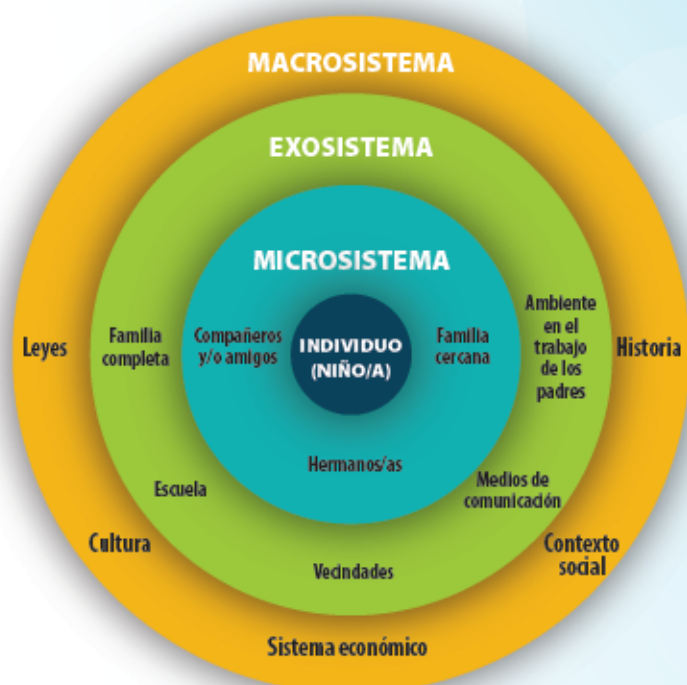 MACROSISTEMA
EXOSISTEMA
MICROSISTEMA
INDIVIDUO
(NIÑO/A)
Compañeros
y/o amigos
Familia
cercana
Hermanos/as
Familia
completa
Ambiente
en el
trabajo
de los
padres
Escuela
Medios de
comunicación
Vecindades
Leyes
Historia
Cultura
Contexto
social
Sistema económico